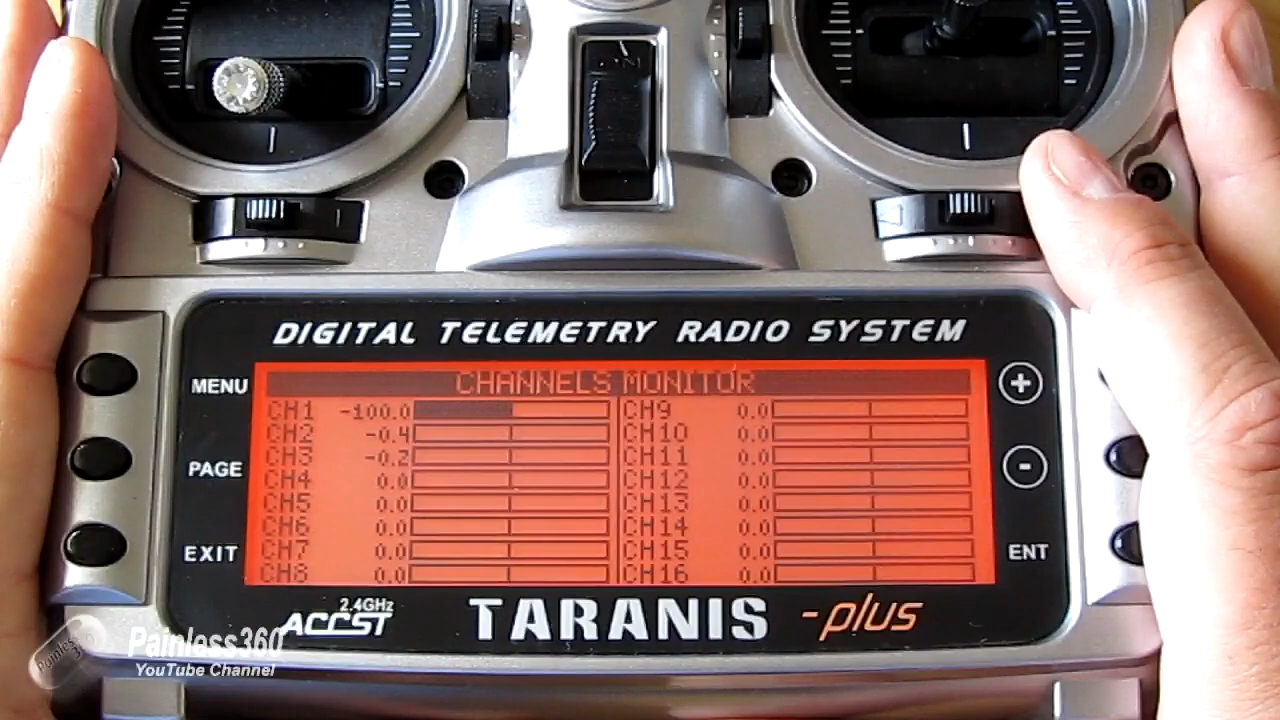 DIGITAL TELEMETRY RADIO SYSTEM
CHANNELS MONITOR
MENU
PAGE
EXIT
CH1 -100.0
CH2 -0.4
CH3 -0.2
CH4 0.0
CH5 0.0
CH6 0.0
CH7 0.0
CH8 0.0
CH9 0.0
CH10 0.0
CH11 0.0
CH12 0.0
CH13 0.0
CH14 0.0
CH15 0.0
CH16 0.0
+
-
ENT
2.4GHz
ACCST
TARANIS -plus
Painless360
YouTube Channel